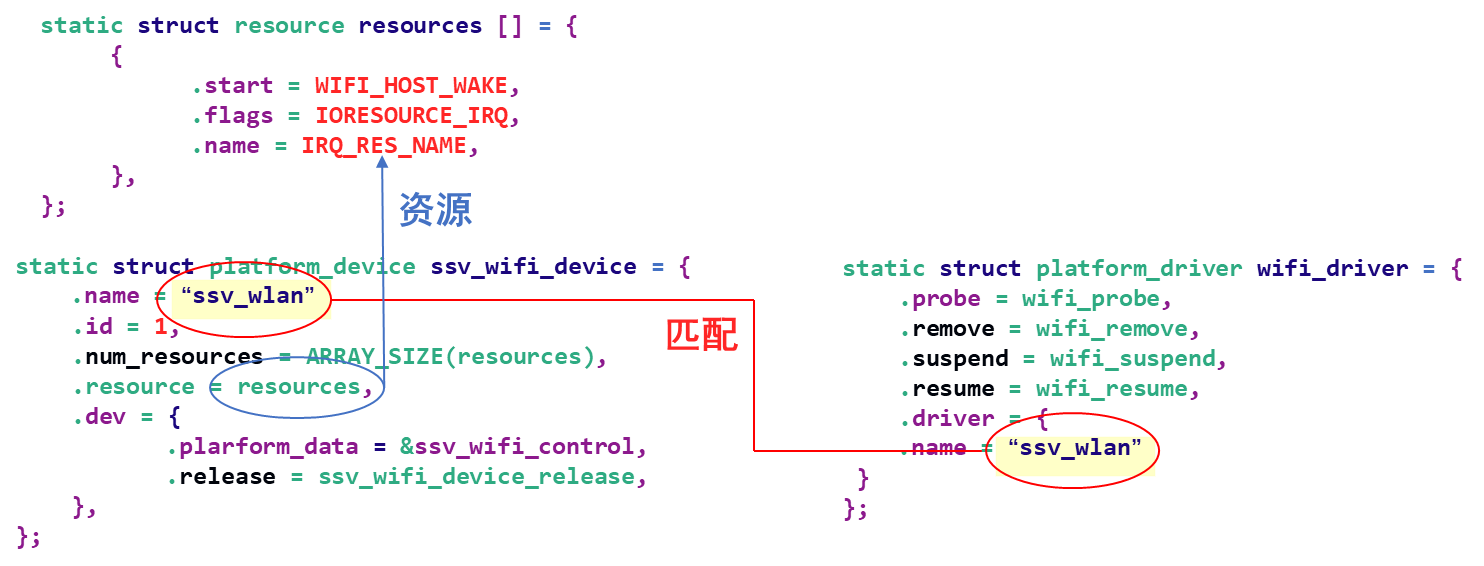 static struct resource resources [] = {
{
.start = WIFI_HOST_WAKE,
.flags = IORESOURCE_IRQ,
.name = IRQ_RES_NAME,
},
};
资源
static struct platform_device ssv_wifi_device = {
.name = “ssv_wlan”
.id = 1,
.num_resources = ARRAY_SIZE(resources),
.resource = resources,
.dev = {
.plarform_data = &ssv_wifi_control,
.release = ssv_wifi_device_release,
},
};
匹配
static struct platform_driver wifi_driver = {
.probe = wifi_probe,
.remove = wifi_remove,
.suspend = wifi_suspend,
.resume = wifi_resume,
.driver = {
.name = “ssv_wlan”
}
};